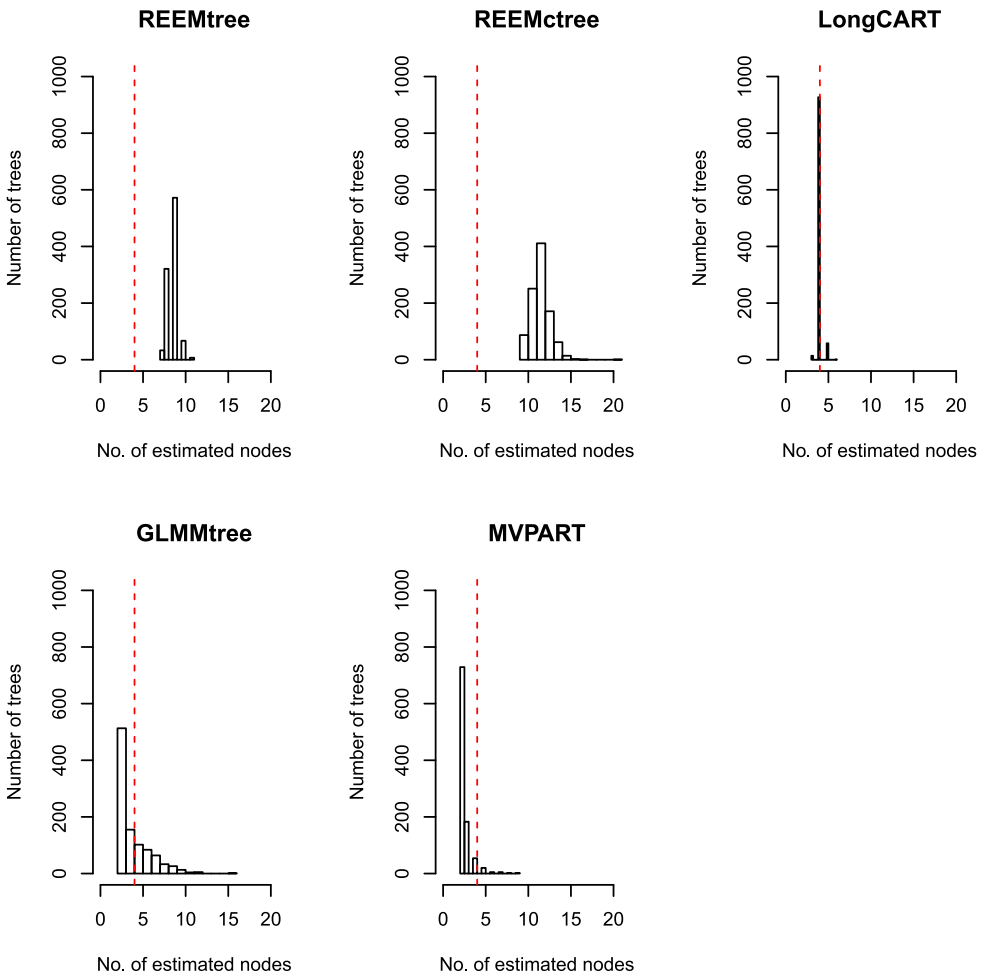 REEMtree
REEMctree
LongCART
Number of trees
0 200 400 600 800 1000
0 5 10 15 20
No. of estimated nodes
Number of trees
0 200 400 600 800 1000
0 5 10 15 20
No. of estimated nodes
Number of trees
0 200 400 600 800 1000
0 5 10 15 20
No. of estimated nodes
GLMMtree
MVPART
Number of trees
0 200 400 600 800 1000
0 5 10 15 20
No. of estimated nodes
Number of trees
0 200 400 600 800 1000
0 5 10 15 20
No. of estimated nodes